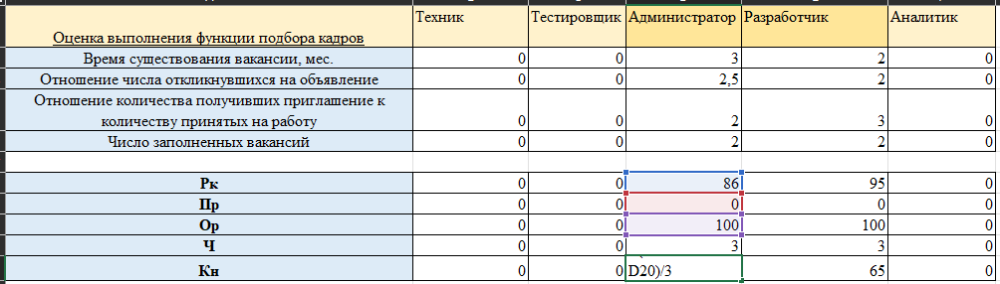 Техник Тестировщик Администратор Разработчик Аналитик
Оценка выполнения функции подбора кадров
Время существования вакансии, мес. 0 0 3 2 0
Отношение числа откликнувшихся на объявление 0 0 2,5 2 0
Отношение количества получивших приглашение к
количеству принятых на работу 0 0 2 3 0
Число заполненных вакансий 0 0 2 2 0
Рк 0 0 86 95 0
Пр 0 0 0 0 0
Ор 0 0 100 100 0
Ч 0 0 3 3 0
Кн 0 0 D20)/3 65 0